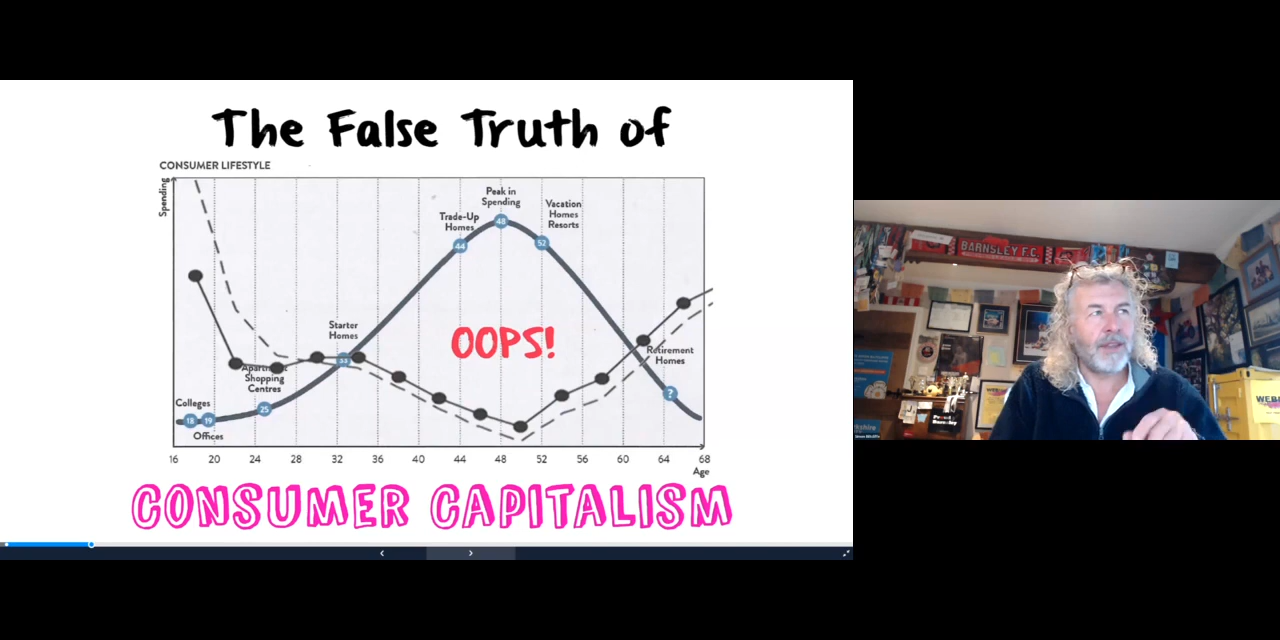 The False Truth of
CONSUMER LIFESTYLE
Spending
Peak in
Spending
48
Trade-Up
Homes
44
Vacation
Homes
Resorts
52
OOPS!
Starter
Homes
33
Retirement
Homes
?
Shopping
Centres
25
Colleges
18 19
Offices
16 20 24 28 32 36 40 44 48 52 56 60 64 68
Age
CONSUMER CAPITALISM
BARNSLEY F.C.